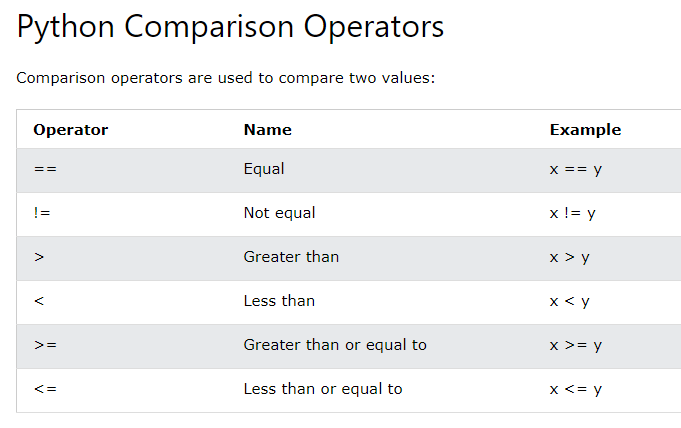 Python Comparison Operators
Comparison operators are used to compare two values:
Operator Name Example
== Equal x == y
!= Not equal x != y
> Greater than x > y
< Less than x < y
>= Greater than or equal to x >= y
<= Less than or equal to x <= y